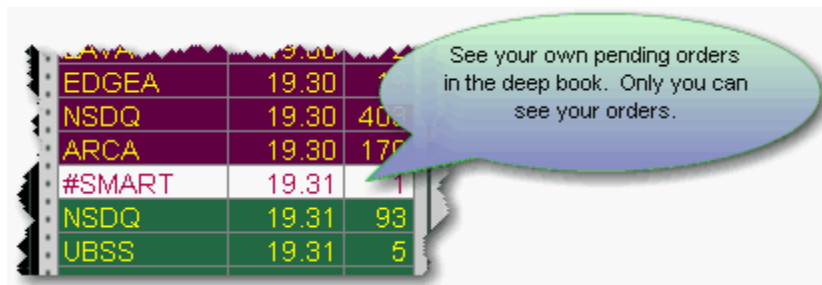 See your own pending orders
in the deep book. Only you can
see your orders.
EDGEA 19.30
NSDQ 19.30
ARCA 19.30
#SMART 19.31 1
NSDQ 19.31 93
UBSS 19.31 5